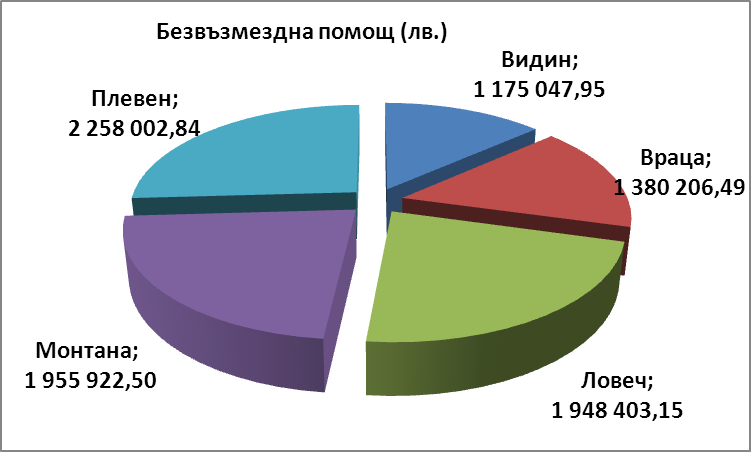 Безвъзмездна помощ (лв.)
Видин;
1 175 047,95
Враца;
1 380 206,49
Ловеч;
1 948 403,15
Монтана;
1 955 922,50
Плевен;
2 258 002,84